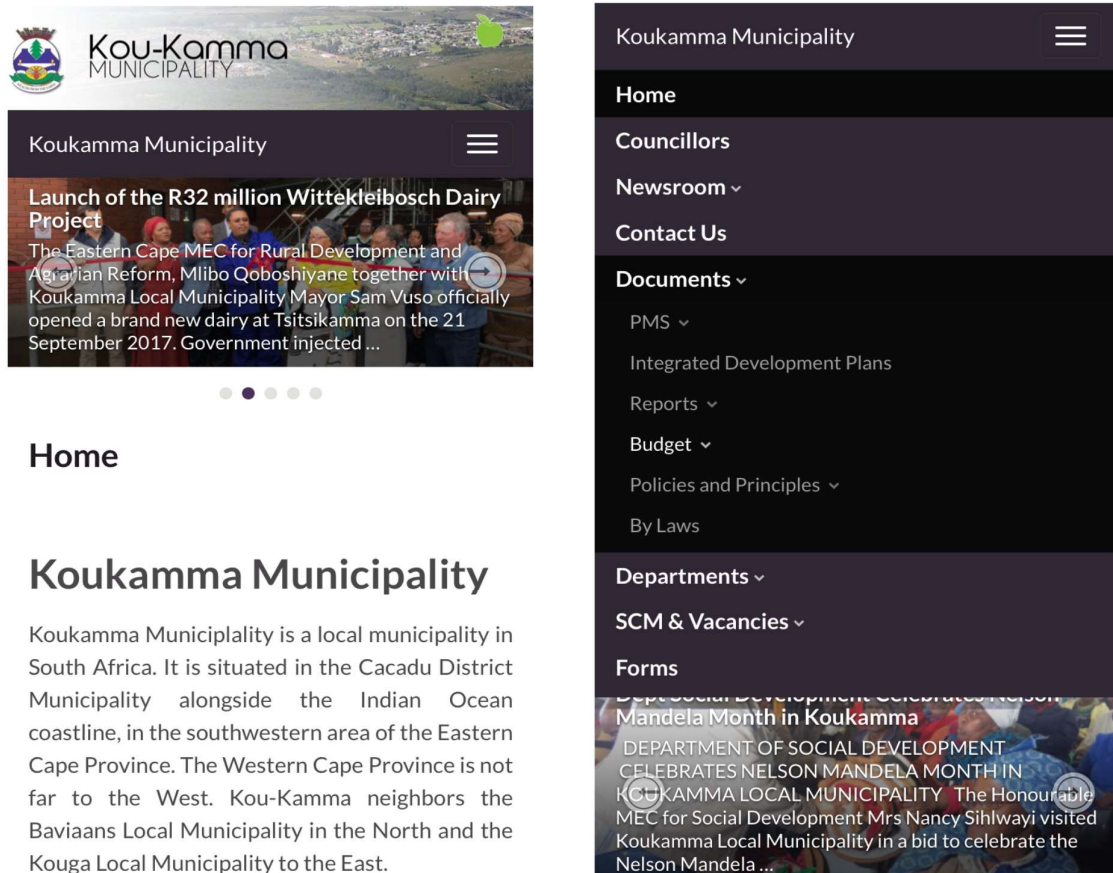 Kou-Kamma
MUNICIPALITY
Koukamma Municipality
Launch of the R32 million Wittekleibosch Dairy
Project
The Eastern Cape MEC for Rural Development and
Agrarian Reform, Mlibo Qoboshiyane together with
Koukamma Local Municipality Mayor Sam Vuso officially
opened a brand new dairy at Tsitsikamma on the 21
September 2017. Government injected ...
Home
Koukamma Municipality
Koukamma Municiplality is a local municipality in
South Africa. It is situated in the Cacadu District
Municipality alongside the Indian Ocean
coastline, in the southwestern area of the Eastern
Cape Province. The Western Cape Province is not
far to the West. Kou-Kamma neighbors the
Baviaans Local Municipality in the North and the
Kouga Local Municipality to the East.
Koukamma Municipality
Home
Councillors
Newsroom
Contact Us
Documents
PMS
Integrated Development Plans
Reports
Budget
Policies and Principles
By Laws
Departments
SCM & Vacancies
Forms
Dept Social Development Celebrates Nelson
Mandela Month in Koukamma
DEPARTMENT OF SOCIAL DEVELOPMENT
CELEBRATES NELSON MANDELA MONTH IN
KOUKAMMA LOCAL MUNICIPALITY The Honourable
MEC for Social Development Mrs Nancy Sihlwayi visited
Koukamma Local Municipality in a bid to celebrate the
Nelson Mandela ...